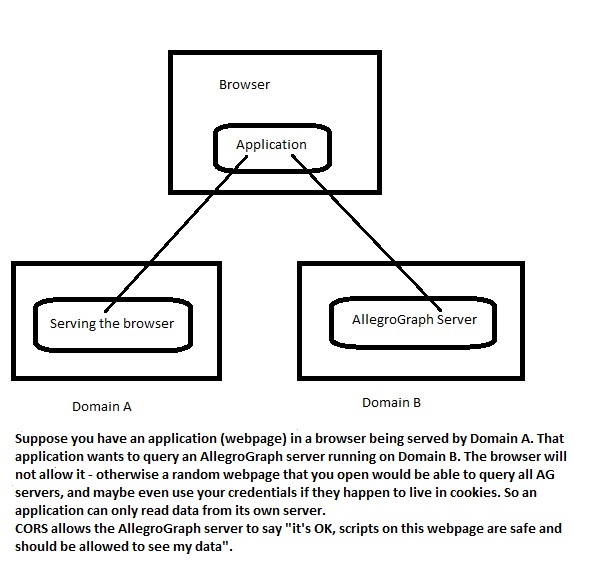 Browser
Application
Serving the browser
AllegroGraph Server
Domain A
Domain B
Suppose you have an application (webpage) in a browser being served by Domain A. That
application wants to query an AllegroGraph server running on Domain B. The browser will
not allow it - otherwise a random webpage that you open would be able to query all AG
servers, and maybe even use your credentials if they happen to live in cookies. So an
application can only read data from its own server.
CORS allows the AllegroGraph server to say "it's OK, scripts on this webpage are safe and
should be allowed to see my data".